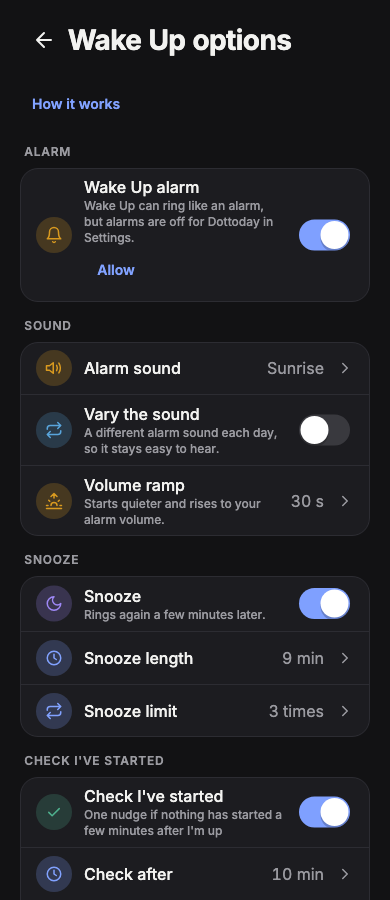 Wake Up options
How it works
ALARM
Wake Up alarm
Wake Up can ring like an alarm,
but alarms are off for Dottoday in
Settings.
Allow
SOUND
Alarm sound
Sunrise
Vary the sound
A different alarm sound each day,
so it stays easy to hear.
Volume ramp
Starts quieter and rises to your
alarm volume.
30 s
SNOOZE
Snooze
Rings again a few minutes later.
Snooze length
9 min
Snooze limit
3 times
CHECK I'VE STARTED
Check I've started
One nudge if nothing has started a
few minutes after I'm up
Check after
10 min